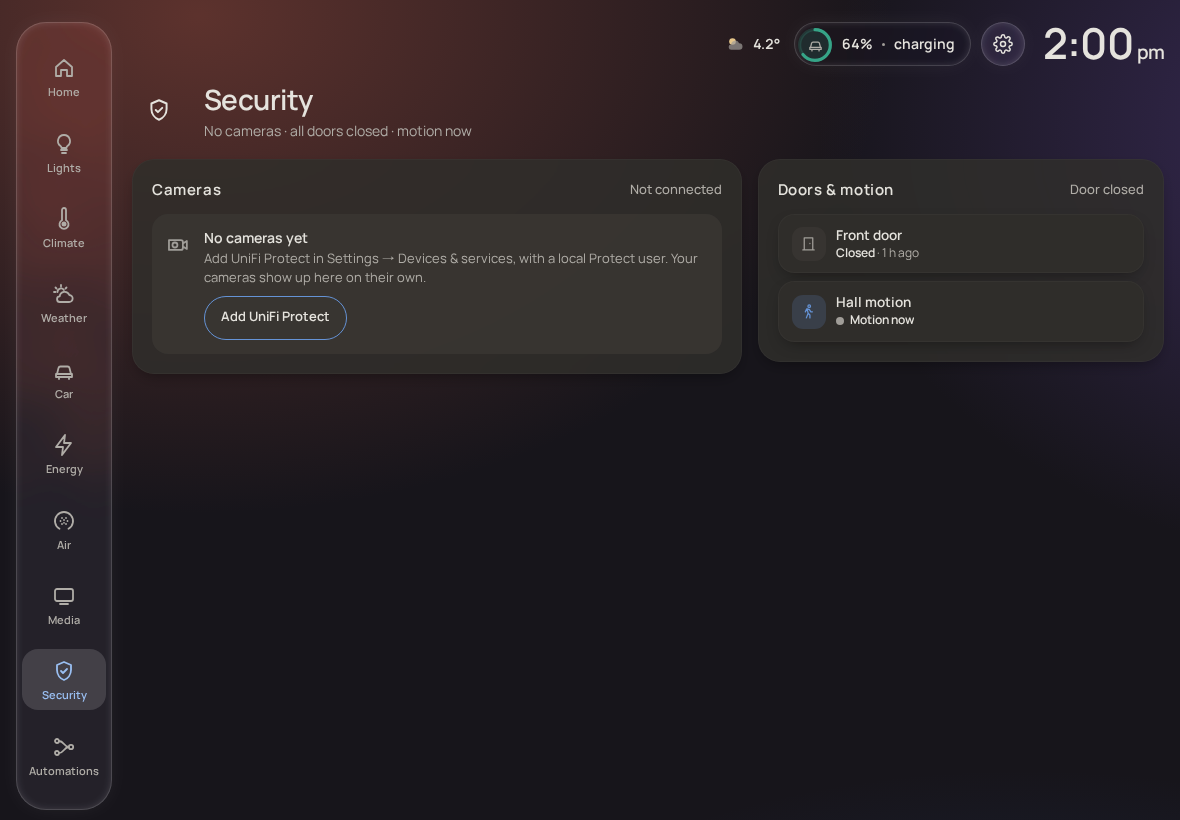 4.2°
64% • charging
2:00 pm
Home
Lights
Climate
Weather
Car
Energy
Air
Media
Security
Automations
Security
No cameras · all doors closed · motion now
Cameras
Not connected
No cameras yet
Add UniFi Protect in Settings → Devices & services, with a local Protect user. Your
cameras show up here on their own.
Add UniFi Protect
Doors & motion
Door closed
Front door
Closed · 1 h ago
Hall motion
Motion now